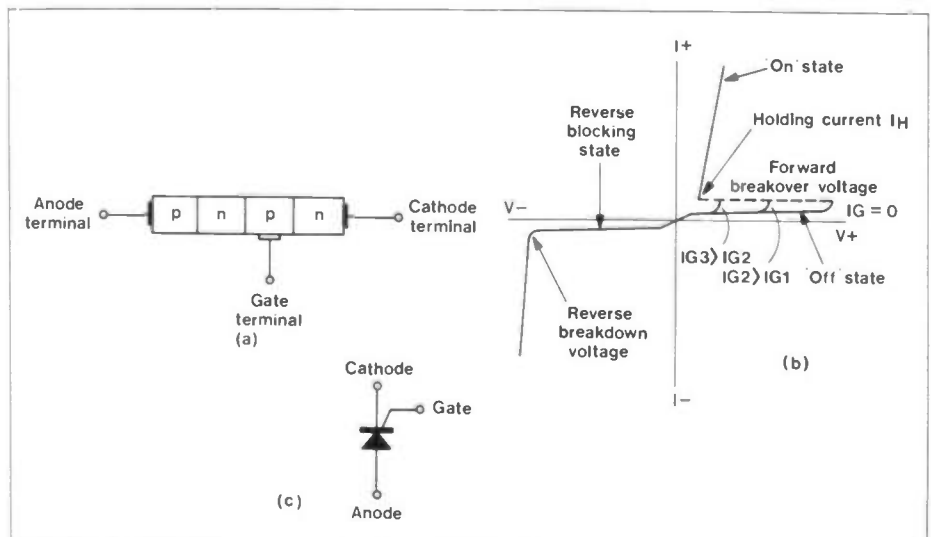 Anode
terminal
p n p n
Cathode
terminal
Gate
terminal
(a)
I+
On state
Reverse
blocking
state
Holding current IH
Forward
breakover voltage
V-
IG = 0
V+
IG3>IG2
IG2>IG1
Off state
Reverse
breakdown
voltage
(b)
I-
Cathode
Gate
Anode
(c)